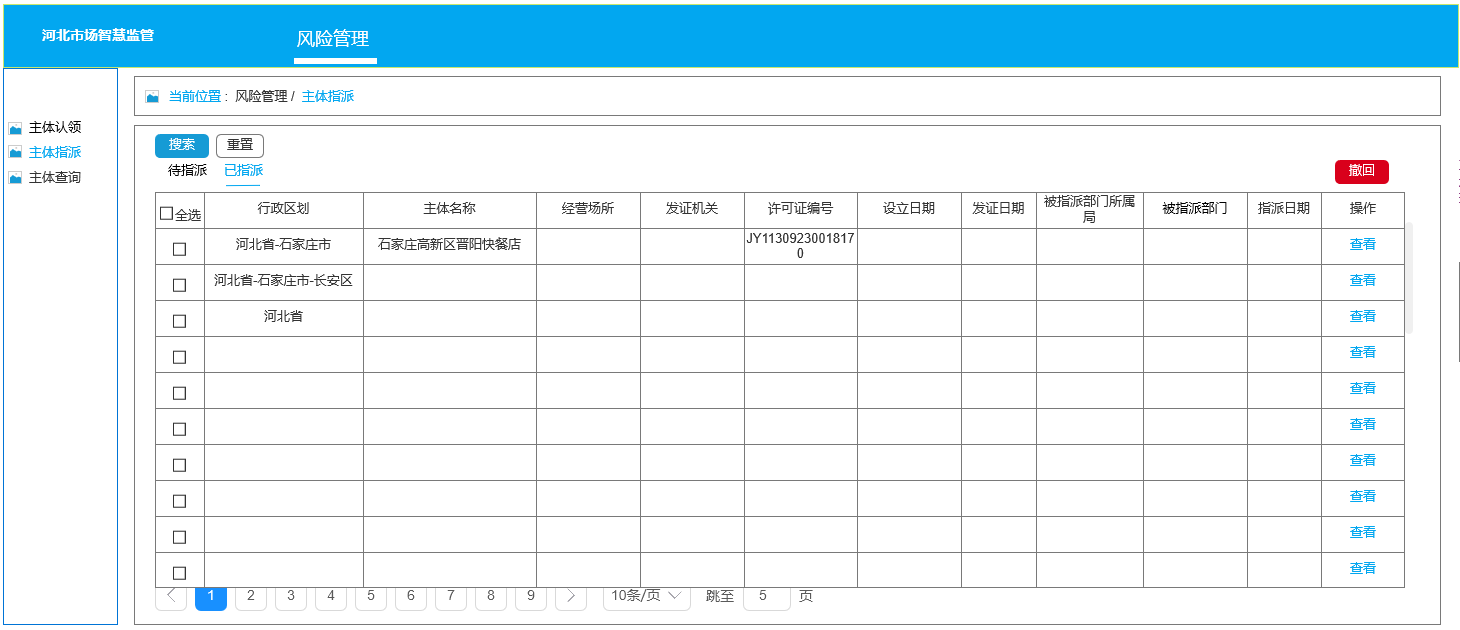 河北市场智慧监管
风险管理
主体认领
主体指派
主体查询
当前位置 : 风险管理 / 主体指派
搜索 重置
待指派 已指派
撤回
全选 行政区划 主体名称 经营场所 发证机关 许可证编号 设立日期 发证日期 被指派部门所属局 被指派部门 指派日期 操作
河北省-石家庄市 石家庄高新区晋阳快餐店 JY11309230018170 查看
河北省-石家庄市-长安区 查看
河北省 查看
查看
查看
查看
查看
查看
查看
查看
1 2 3 4 5 6 7 8 9 10条/页 跳至 5 页